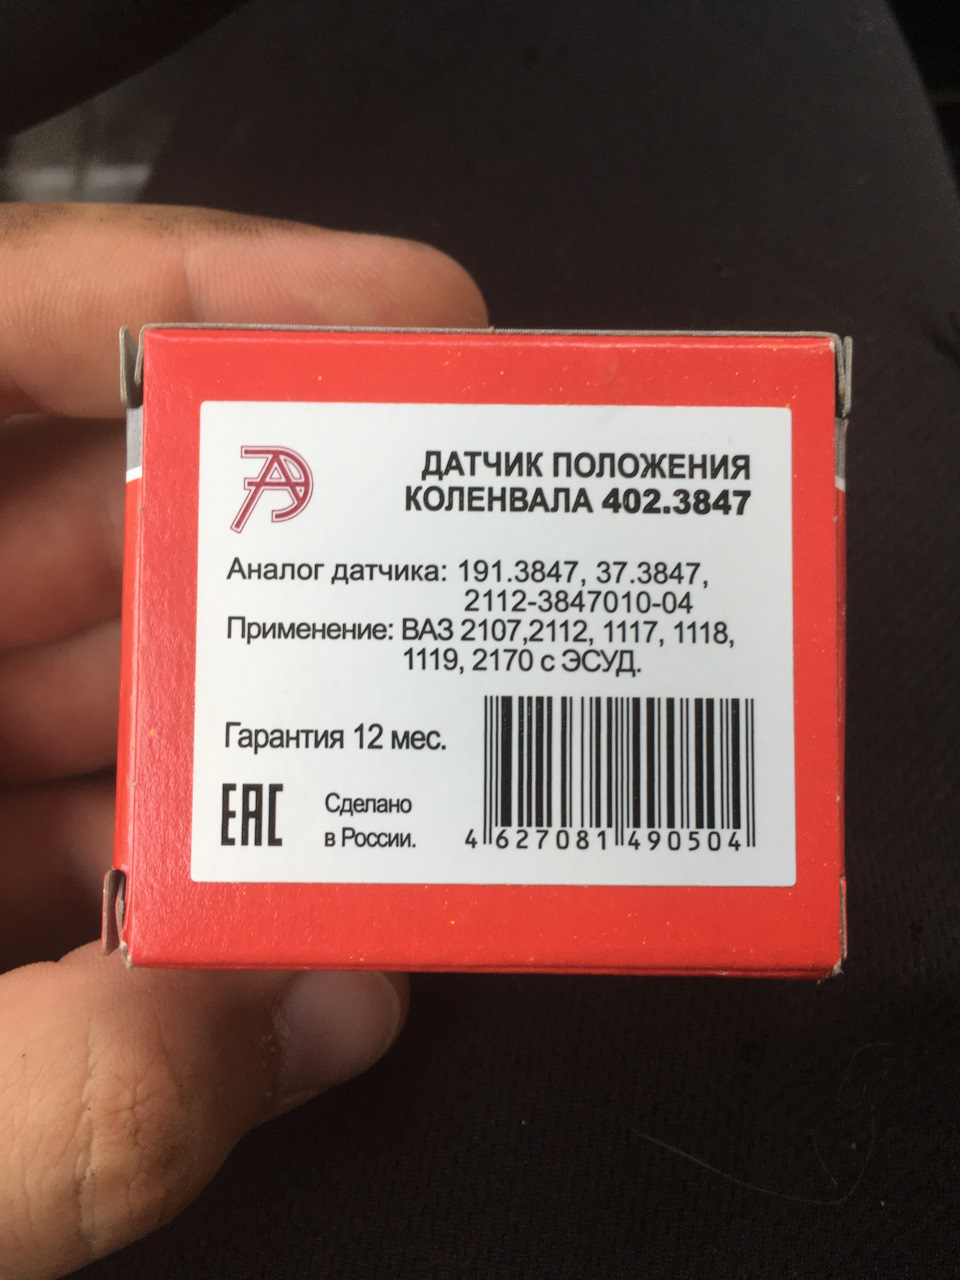 ДАТЧИК ПОЛОЖЕНИЯ
КОЛЕНВАЛА 402.3847
Аналог датчика: 191.3847, 37.3847,
2112-3847010-04
Применение: ВАЗ 2107,2112, 1117, 1118,
1119, 2170 с ЭСУД.
Гарантия 12 мес.
EAC
Сделано
в России.
4 627081 490504